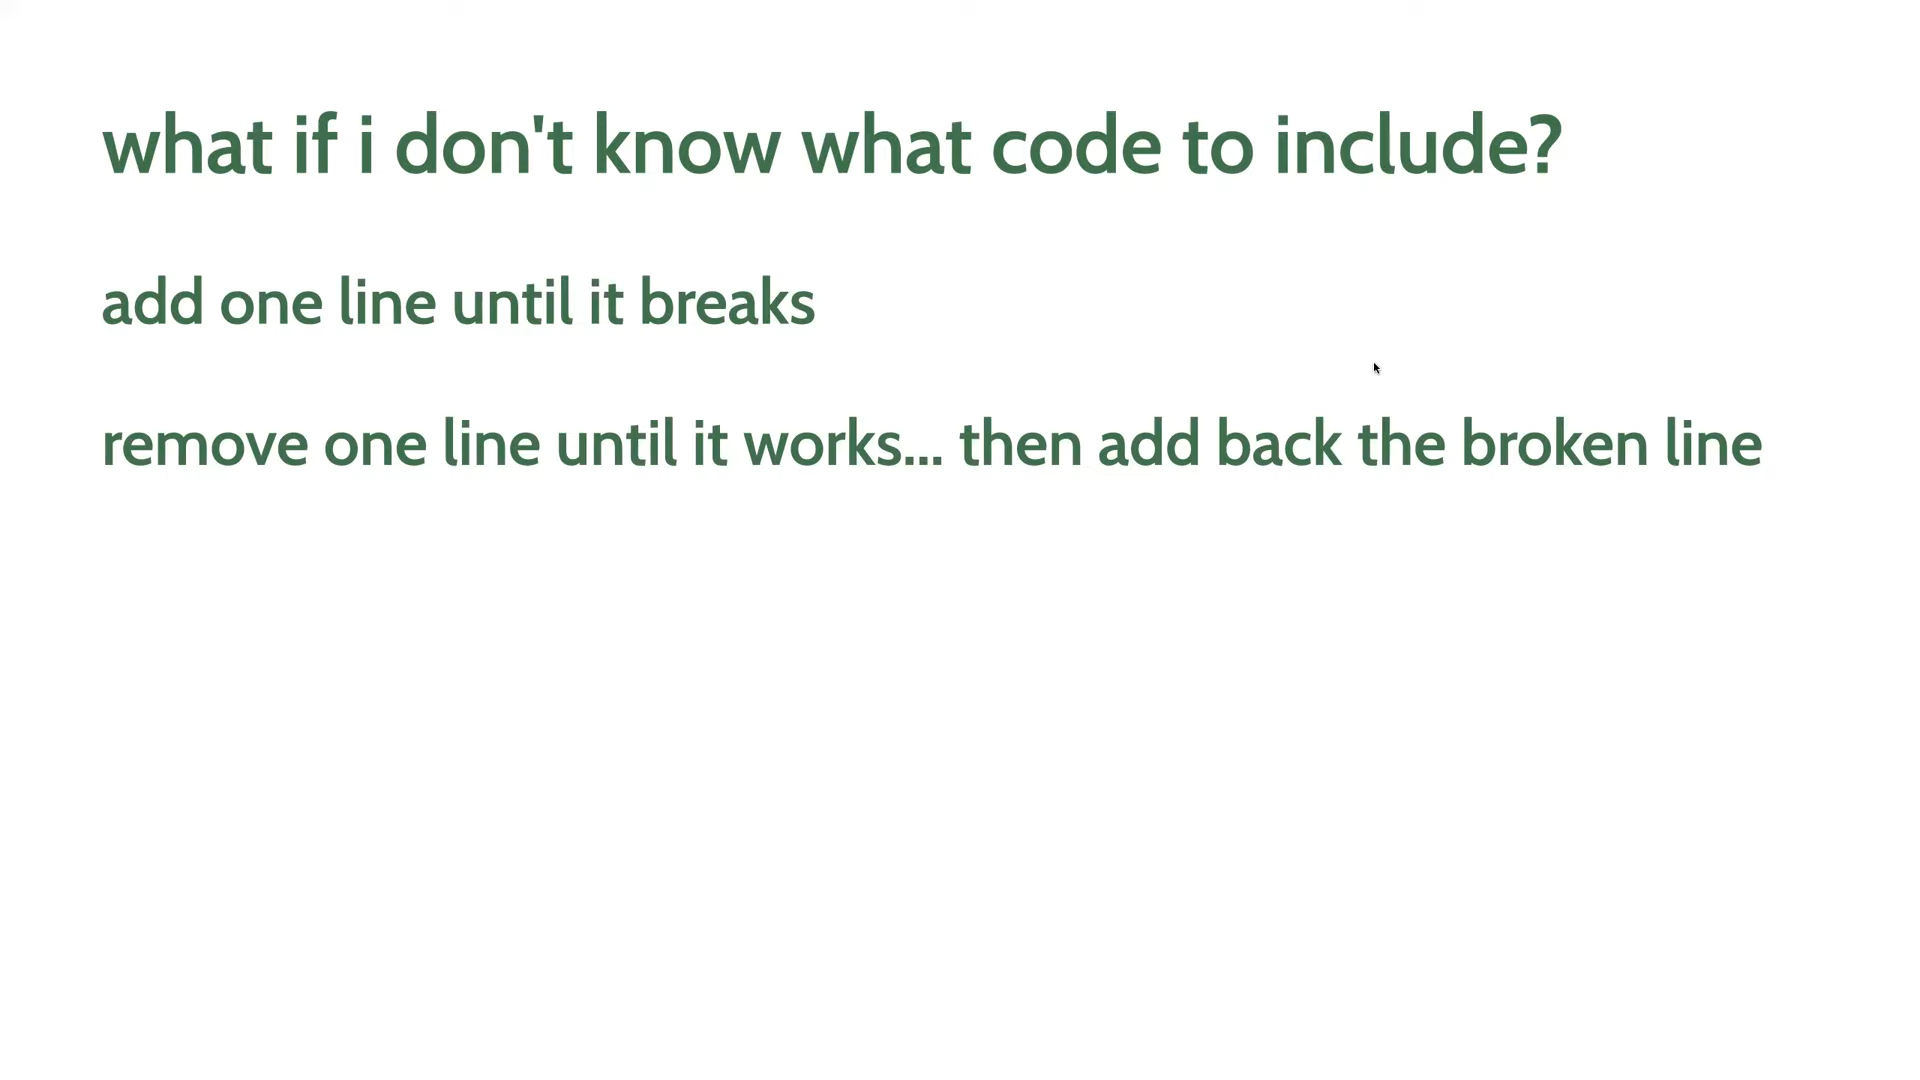 what if i don't know what code to include?
add one line until it breaks
remove one line until it works... then add back the broken line